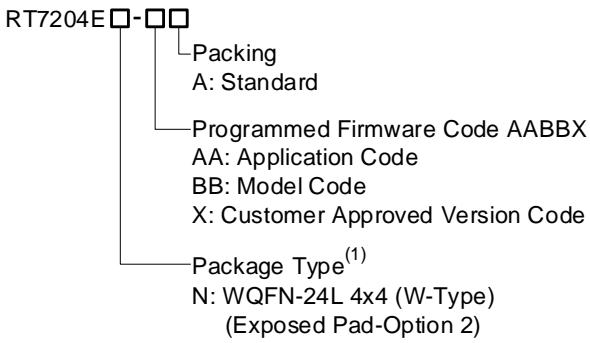 RT7204E□-□□
Packing
A: Standard
Programmed Firmware Code AABBX
AA: Application Code
BB: Model Code
X: Customer Approved Version Code
Package Type(1)
N: WQFN-24L 4x4 (W-Type)
(Exposed Pad-Option 2)